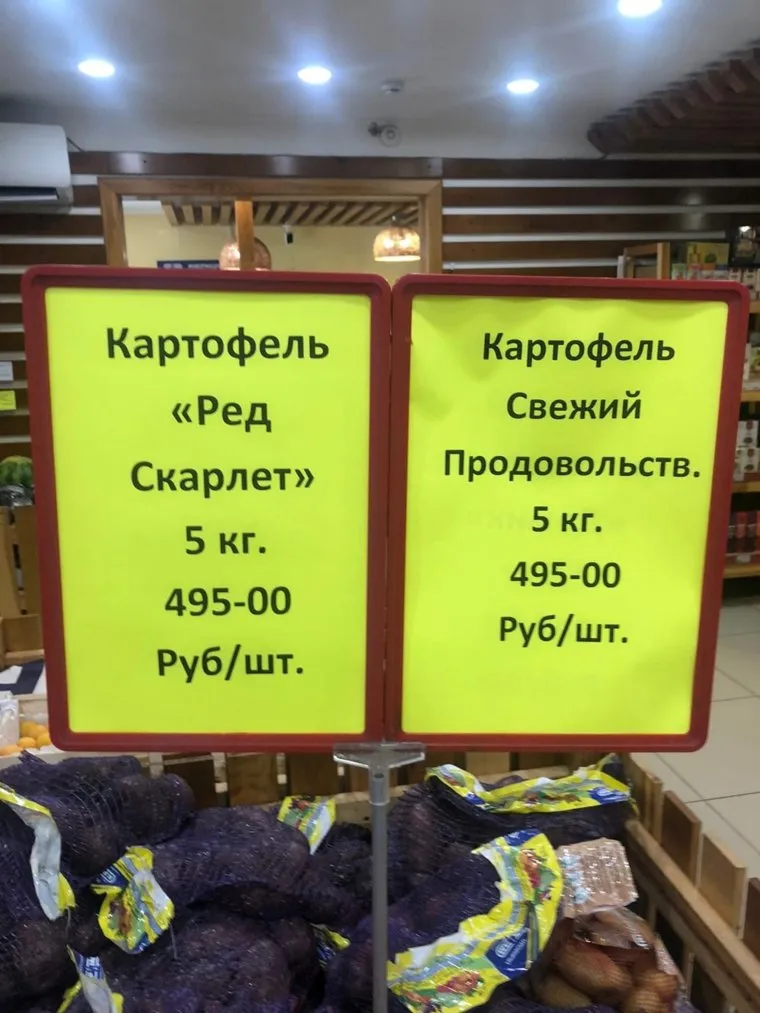 Картофель
«Ред
Скарлет»
5 кг.
495-00
Руб/шт.
Картофель
Свежий
Продовольств.
5 кг.
495-00
Руб/шт.